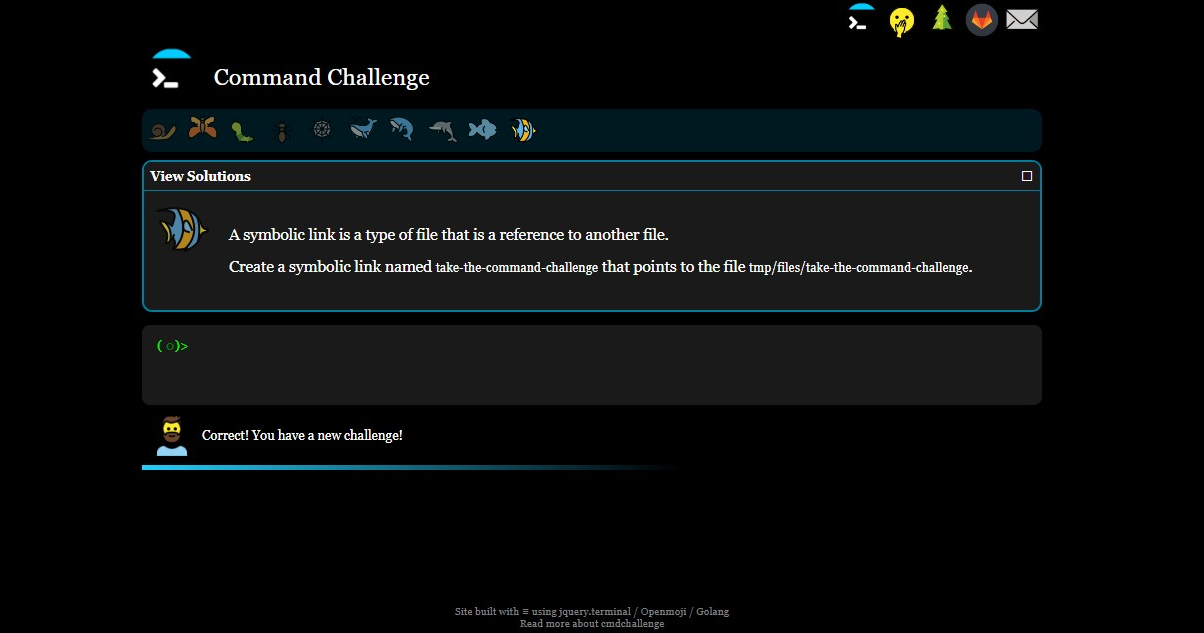 Command Challenge
View Solutions
A symbolic link is a type of file that is a reference to another file.
Create a symbolic link named take-the-command-challenge that points to the file tmp/files/take-the-command-challenge.
( ○)>
Correct! You have a new challenge!
Site built with ≡ using jquery.terminal / Openmoji / Golang
Read more about cmdchallenge